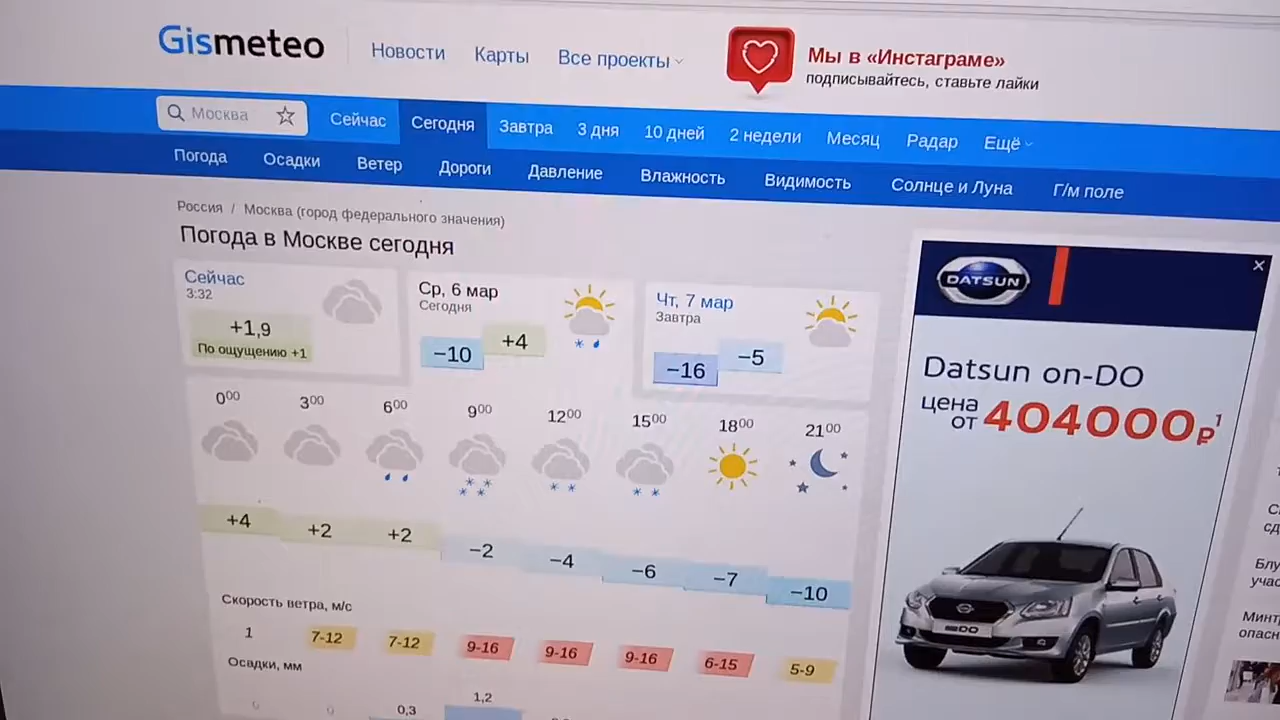 Gismeteo
Новости Карты Все проекты
Мы в «Инстаграме»
подписывайтесь, ставьте лайки
Москва
Сейчас Сегодня Завтра 3 дня 10 дней 2 недели Месяц Радар Ещё
Погода Осадки Ветер Дороги Давление Влажность Видимость Солнце и Луна Г/м поле
Россия / Москва (город федерального значения)
Погода в Москве сегодня
Сейчас
3:32
+1,9
По ощущению +1
Ср, 6 мар
Сегодня
−10 +4
Чт, 7 мар
Завтра
−16 −5
0⁰⁰ 3⁰⁰ 6⁰⁰ 9⁰⁰ 12⁰⁰ 15⁰⁰ 18⁰⁰ 21⁰⁰
+4 +2 +2 −2 −4 −6 −7 −10
Скорость ветра, м/с
1 7-12 7-12 9-16 9-16 9-16 6-15 5-9
Осадки, мм
0 0 0,3 1,2
DATSUN
Datsun on-DO
цена от 404000₽¹